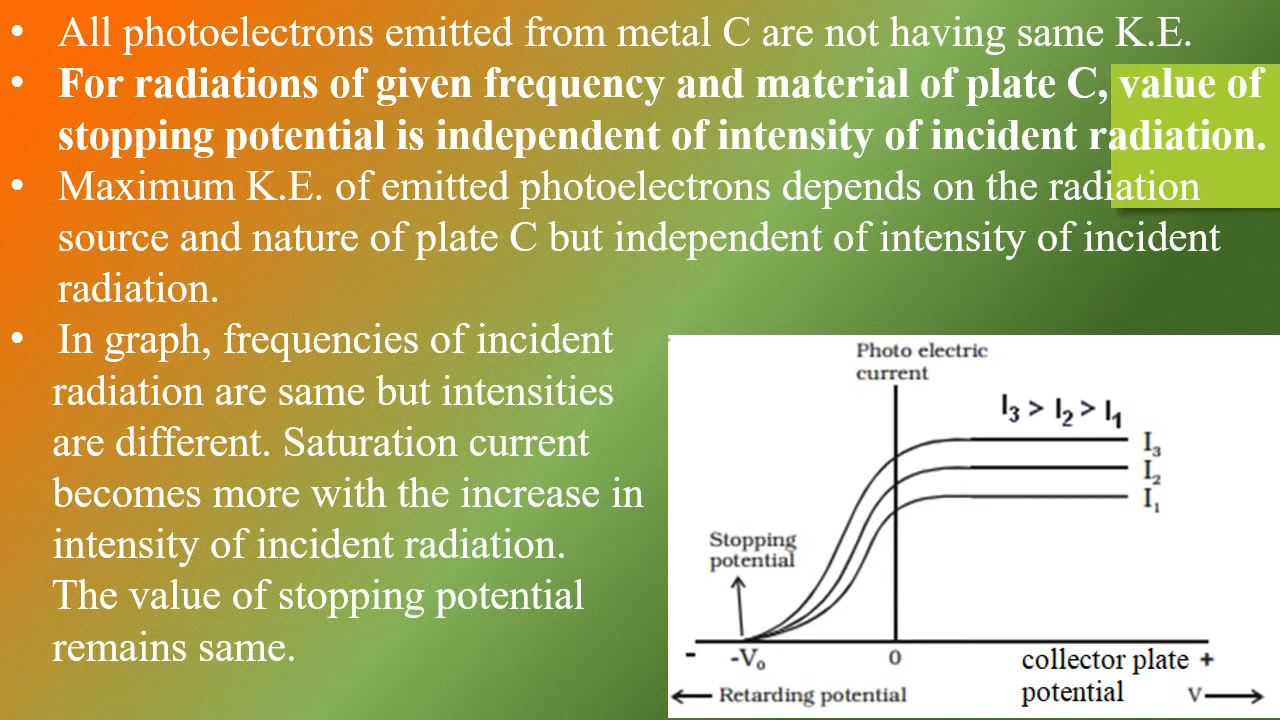 • All photoelectrons emitted from metal C are not having same K.E.
• For radiations of given frequency and material of plate C, value of
stopping potential is independent of intensity of incident radiation.
• Maximum K.E. of emitted photoelectrons depends on the radiation
source and nature of plate C but independent of intensity of incident
radiation.
• In graph, frequencies of incident
radiation are same but intensities
are different. Saturation current
becomes more with the increase in
intensity of incident radiation.
The value of stopping potential
remains same.
Photo electric
current
I₃ > I₂ > I₁
I₃
I₂
I₁
Stopping
potential
- -V₀ 0 collector plate +
potential
Retarding potential V